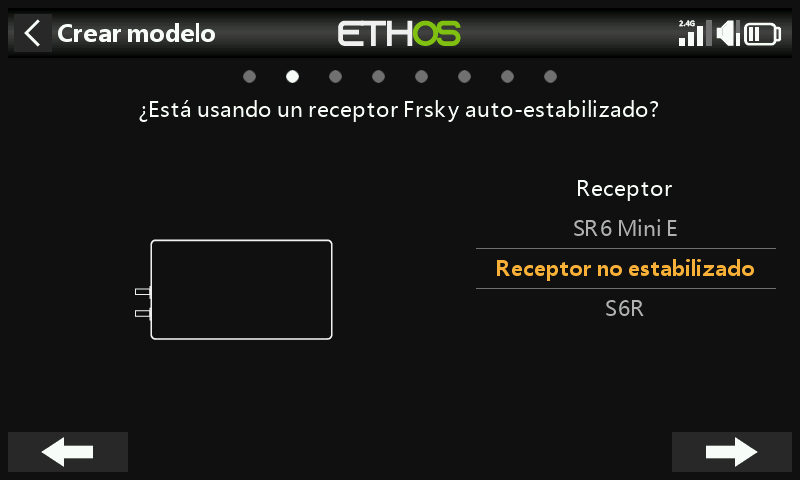 Crear modelo
ETHOS
2.4G
¿Está usando un receptor Frsky auto-estabilizado?
Receptor
SR6 Mini E
Receptor no estabilizado
S6R